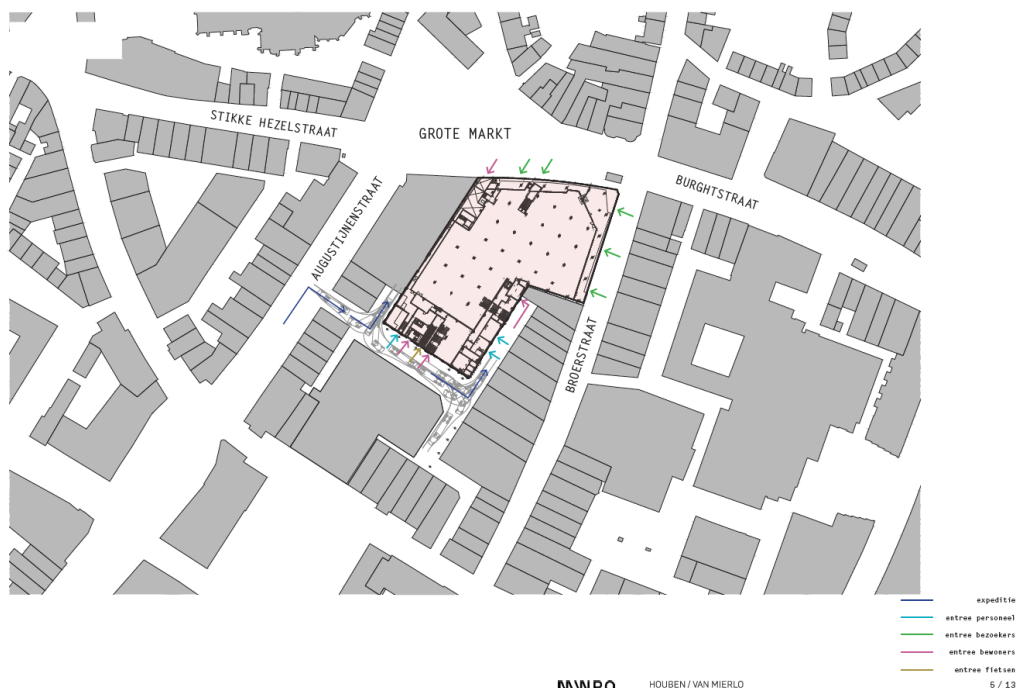 STIKKE HEZELSTRAAT
GROTE MARKT
AUGUSTIJNENSTRAAT
BURGHTSTRAAT
BROERSTRAAT
expeditie
entree personeel
entree bezoekers
entree bewoners
entree fietsen
HOUBEN / VAN MIERLO
5 / 13